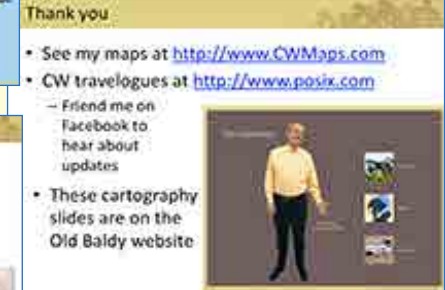 Thank you
• See my maps at http://www.CWMaps.com
• CW travelogues at http://www.posix.com
– Friend me on
Facebook to
hear about
updates
• These cartography
slides are on the
Old Baldy website